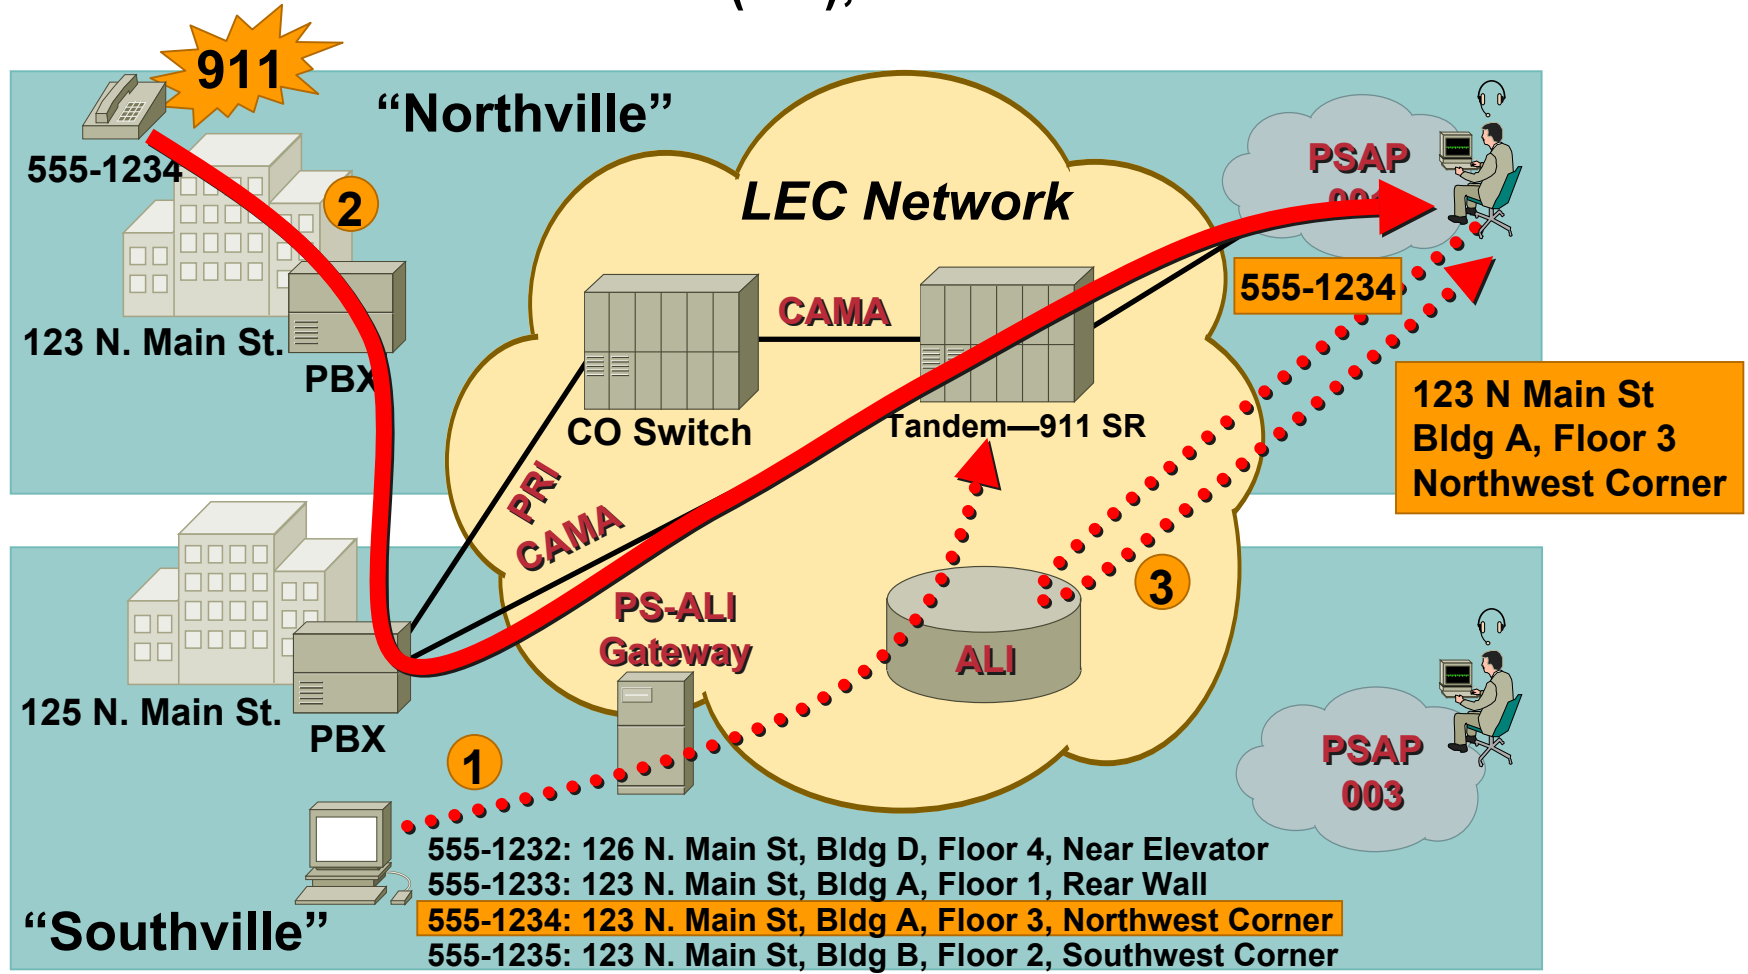 911
“Northville”
555-1234
2
123 N. Main St.
PBX
LEC Network
CAMA
CO Switch
Tandem—911 SR
PRI
CAMA
PSAP
555-1234
123 N Main St
Bldg A, Floor 3
Northwest Corner
3
PS-ALI
Gateway
ALI
125 N. Main St.
PBX
1
PSAP
003
555-1232: 126 N. Main St, Bldg D, Floor 4, Near Elevator
555-1233: 123 N. Main St, Bldg A, Floor 1, Rear Wall
555-1234: 123 N. Main St, Bldg A, Floor 3, Northwest Corner
555-1235: 123 N. Main St, Bldg B, Floor 2, Southwest Corner
“Southville”